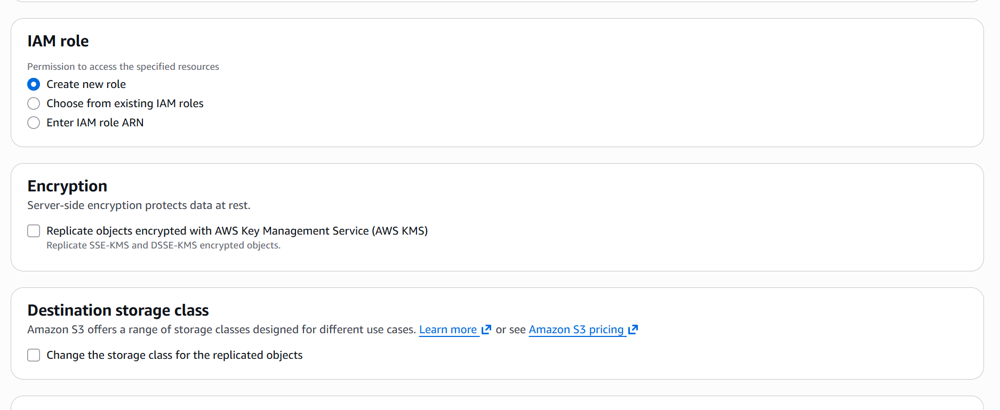 IAM role
Permission to access the specified resources
Create new role
Choose from existing IAM roles
Enter IAM role ARN
Encryption
Server-side encryption protects data at rest.
Replicate objects encrypted with AWS Key Management Service (AWS KMS)
Replicate SSE-KMS and DSSE-KMS encrypted objects.
Destination storage class
Amazon S3 offers a range of storage classes designed for different use cases. Learn more or see Amazon S3 pricing
Change the storage class for the replicated objects